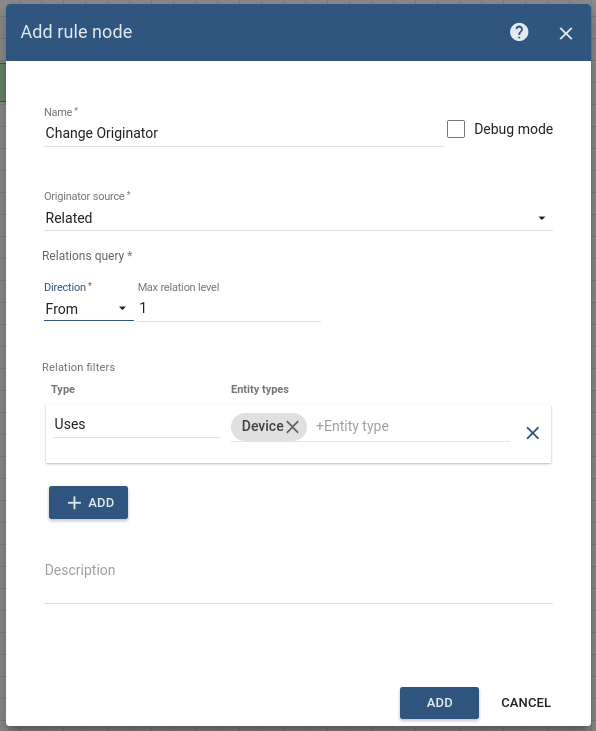 Add rule node
Name *
Change Originator
Debug mode
Originator source *
Related
Relations query *
Direction * Max relation level
From 1
Relation filters
Type Entity types
Uses Device +Entity type
+ ADD
Description
ADD CANCEL